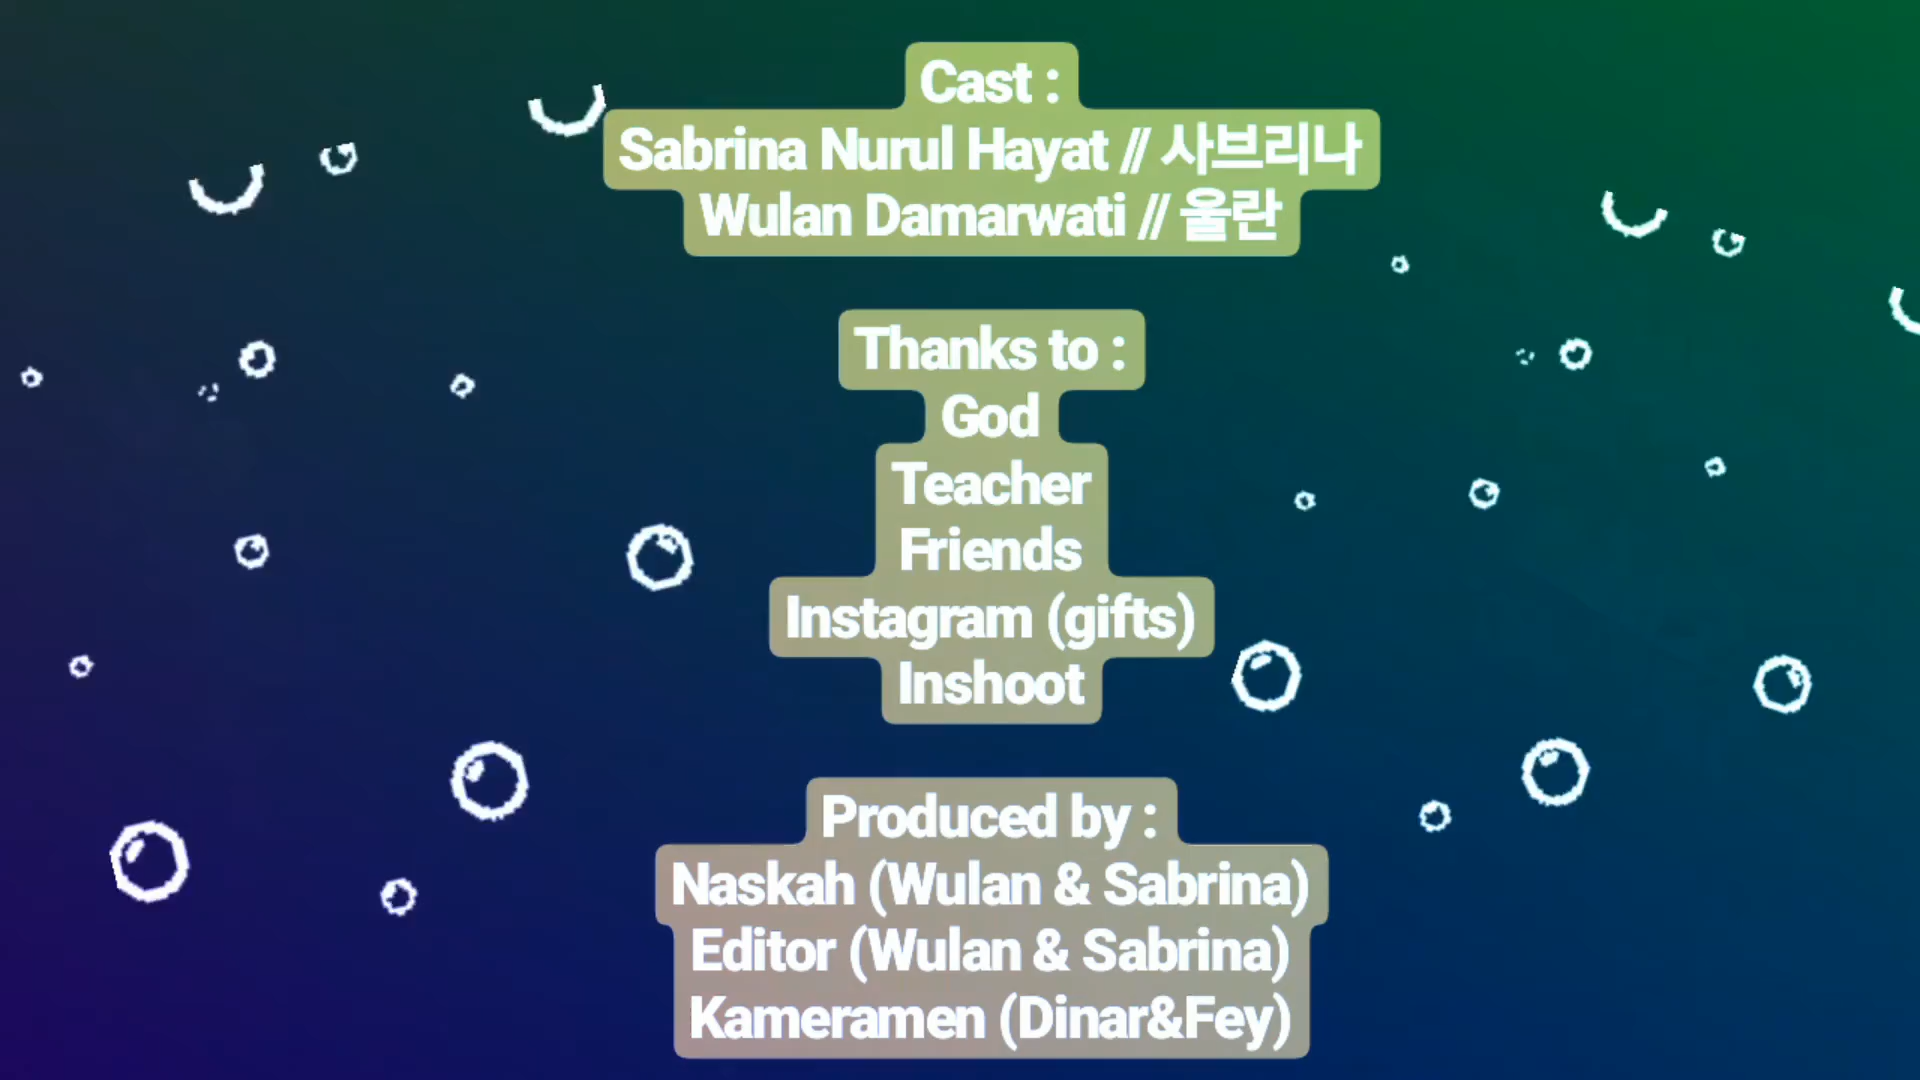 Cast :
Sabrina Nurul Hayat // 사브리나
Wulan Damarwati // 울란
Thanks to :
God
Teacher
Friends
Instagram (gifts)
Inshoot
Produced by :
Naskah (Wulan & Sabrina)
Editor (Wulan & Sabrina)
Kameramen (Dinar&Fey)